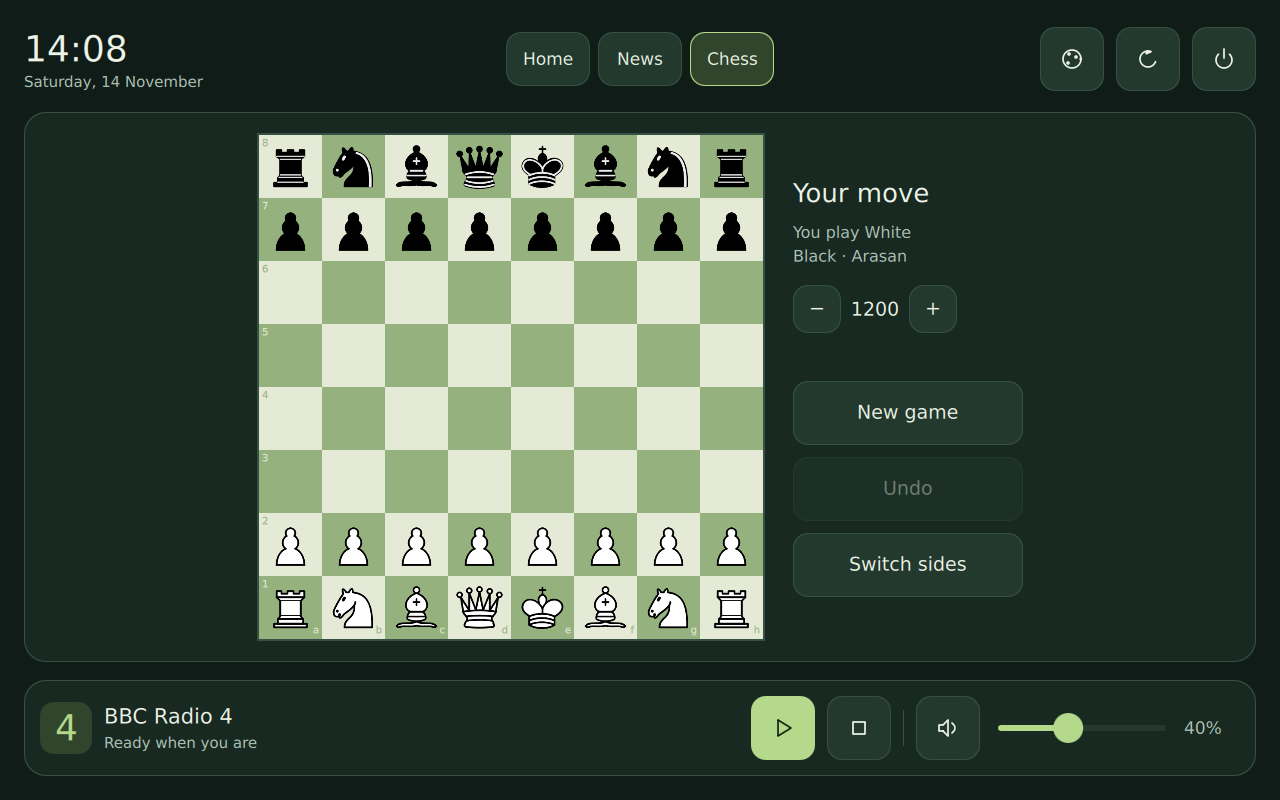 14:08
Saturday, 14 November
Home
News
Chess
8
7
6
5
4
3
2
1
a
b
c
d
e
f
g
h
Your move
You play White
Black · Arasan
− 1200 +
New game
Undo
Switch sides
4
BBC Radio 4
Ready when you are
40%